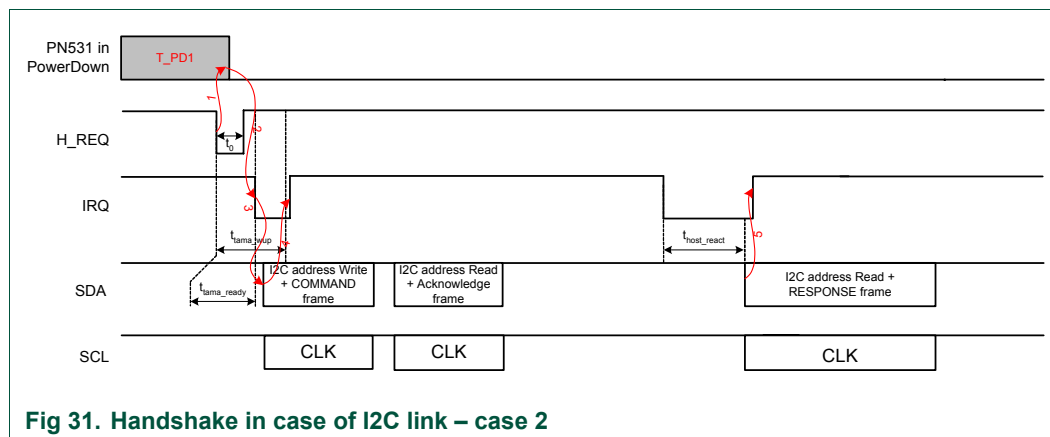 PN531 in
PowerDown
T_PD1
1
2
H_REQ
t0
IRQ
3
4
5
ttama_wup
thost_react
SDA
I2C address Write
+ COMMAND
frame
I2C address Read
+ Acknowledge
frame
I2C address Read +
RESPONSE frame
ttama_ready
SCL
CLK
CLK
CLK
Fig 31. Handshake in case of I2C link – case 2